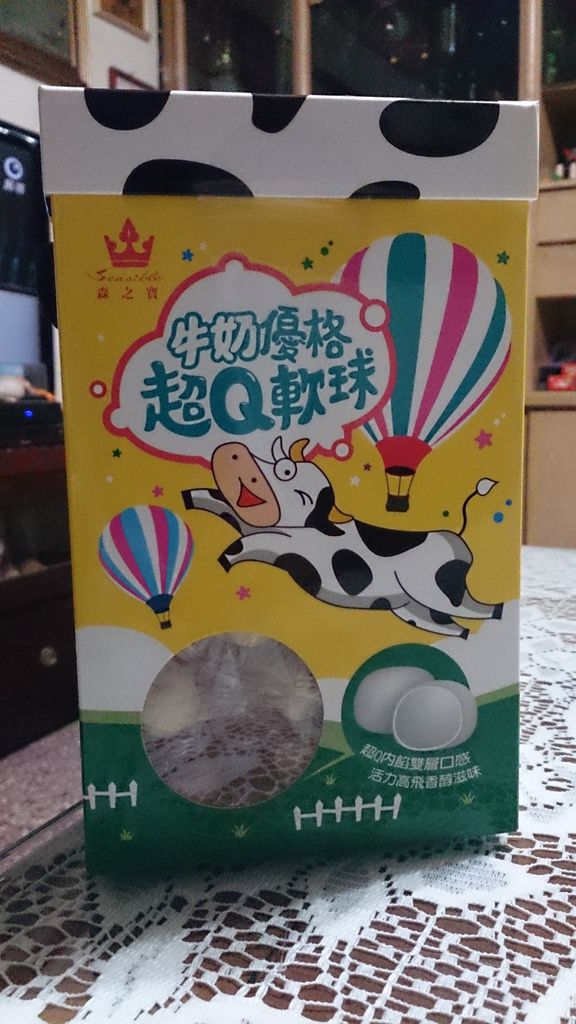 Sensible
森之寶
牛奶優格
超Q軟球
超Q內餡雙層口感
活力高飛香醇滋味